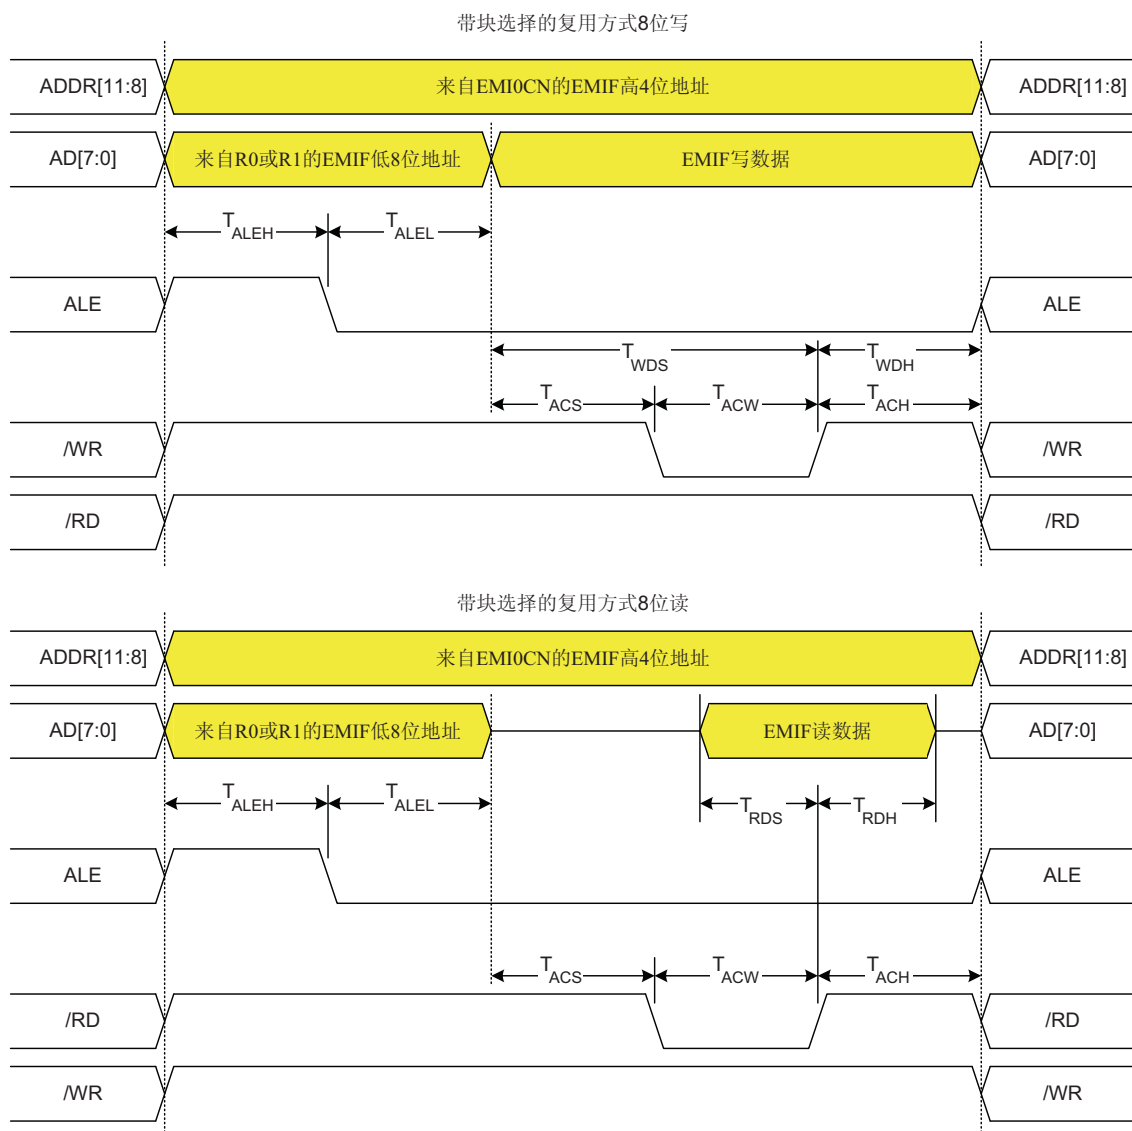 带块选择的复用方式8位写
ADDR[11:8] 来自EMI0CN的EMIF高4位地址 ADDR[11:8]
AD[7:0] 来自R0或R1的EMIF低8位地址 EMIF写数据 AD[7:0]
TALEH TALEL
ALE ALE
TWDS TWDH
TACS TACW TACH
/WR /WR
/RD /RD
带块选择的复用方式8位读
ADDR[11:8] 来自EMI0CN的EMIF高4位地址 ADDR[11:8]
AD[7:0] 来自R0或R1的EMIF低8位地址 EMIF读数据 AD[7:0]
TALEH TALEL TRDS TRDH
ALE ALE
TACS TACW TACH
/RD /RD
/WR /WR